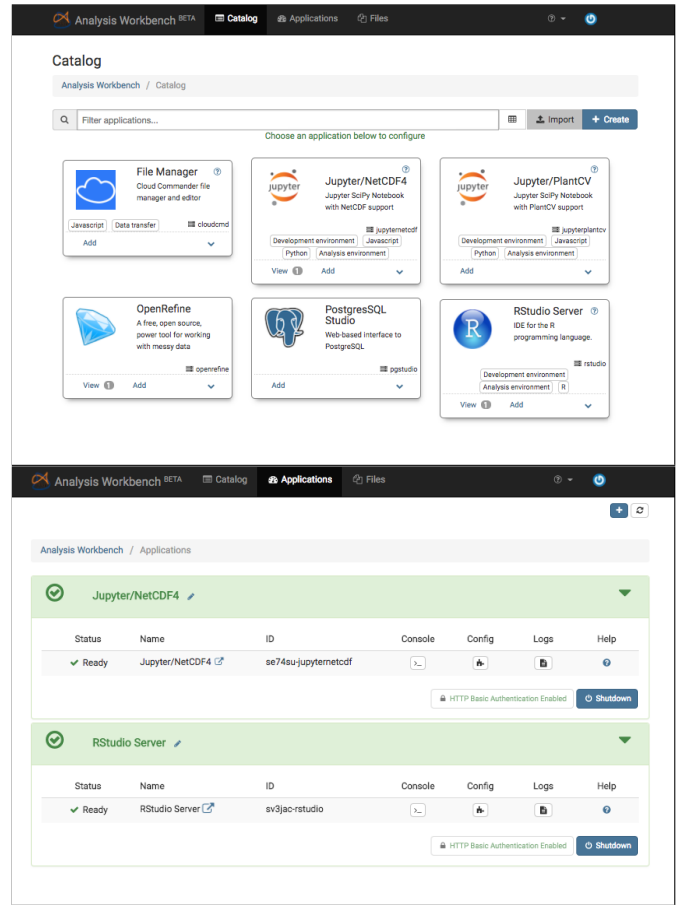 Analysis Workbench BETA Catalog Applications Files
Catalog
Analysis Workbench / Catalog
Filter applications... Import + Create
Choose an application below to configure
File Manager
Cloud Commander file
manager and editor
Javascript Data transfer cloudcmd
Add
jupyter
Jupyter/NetCDF4
Jupyter SciPy Notebook
with NetCDF support
jupyternetcdf
Development environment Javascript
Python Analysis environment
View 1 Add
jupyter
Jupyter/PlantCV
Jupyter SciPy Notebook
with PlantCV support
jupyterplantcv
Development environment Javascript
Python Analysis environment
Add
OpenRefine
A free, open source,
power tool for working
with messy data
openrefine
View 1 Add
PostgresSQL
Studio
Web-based interface to
PostgreSQL
pgstudio
Add
R
RStudio Server
IDE for the R
programming language.
rstudio
Development environment
Analysis environment R
View 1 Add
Analysis Workbench BETA Catalog Applications Files
+
Analysis Workbench / Applications
Jupyter/NetCDF4
Status Name ID Console Config Logs Help
Ready Jupyter/NetCDF4 se74su-jupyternetcdf >_
HTTP Basic Authentication Enabled Shutdown
RStudio Server
Status Name ID Console Config Logs Help
Ready RStudio Server sv3jac-rstudio >_
HTTP Basic Authentication Enabled Shutdown